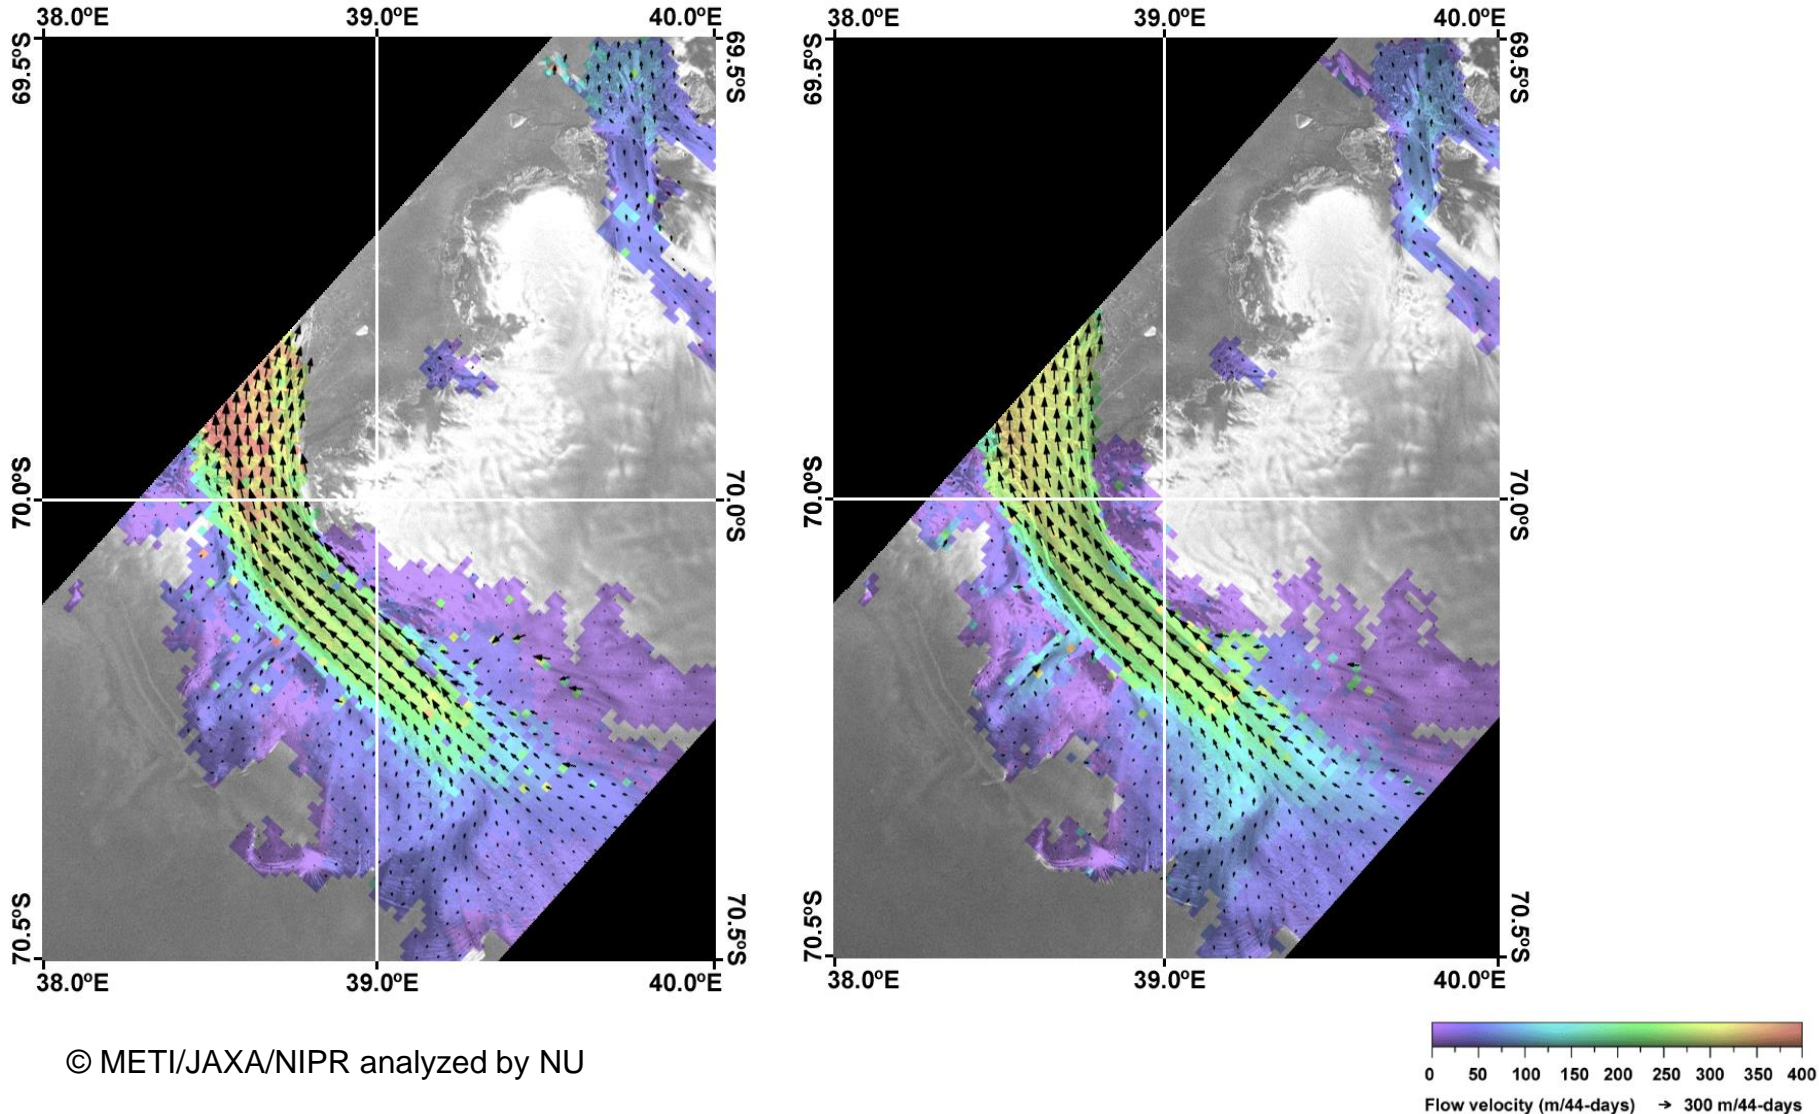 38.0ºE 39.0ºE 40.0ºE 38.0ºE 39.0ºE 40.0ºE
69.5ºS 69.5ºS 69.5ºS 69.5ºS
70.0ºS 70.0ºS 70.0ºS 70.0ºS
70.5ºS 70.5ºS 70.5ºS 70.5ºS
38.0ºE 39.0ºE 40.0ºE 38.0ºE 39.0ºE 40.0ºE
© METI/JAXA/NIPR analyzed by NU
0 50 100 150 200 250 300 350 400
Flow velocity (m/44-days) → 300 m/44-days